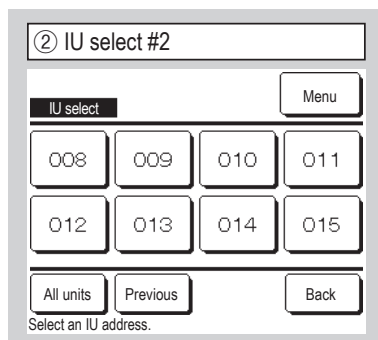 ② IU select #2
IU select Menu
008 009 010 011
012 013 014 015
All units Previous Back
Select an IU address.